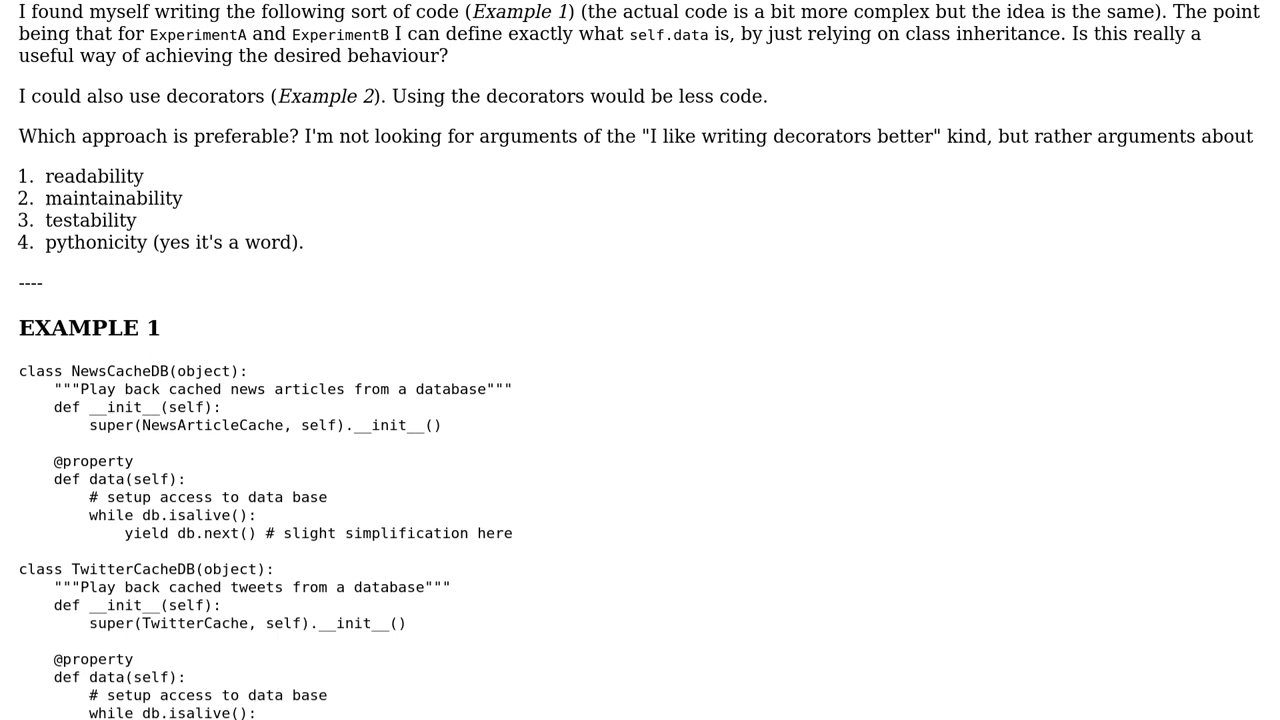 I found myself writing the following sort of code (Example 1) (the actual code is a bit more complex but the idea is the same). The point
being that for ExperimentA and ExperimentB I can define exactly what self.data is, by just relying on class inheritance. Is this really a
useful way of achieving the desired behaviour?
I could also use decorators (Example 2). Using the decorators would be less code.
Which approach is preferable? I'm not looking for arguments of the "I like writing decorators better" kind, but rather arguments about
1. readability
2. maintainability
3. testability
4. pythonicity (yes it's a word).
----
EXAMPLE 1
class NewsCacheDB(object):
    """Play back cached news articles from a database"""
    def __init__(self):
        super(NewsArticleCache, self).__init__()
    @property
    def data(self):
        # setup access to data base
        while db.isalive():
            yield db.next() # slight simplification here
class TwitterCacheDB(object):
    """Play back cached tweets from a database"""
    def __init__(self):
        super(TwitterCache, self).__init__()
    @property
    def data(self):
        # setup access to data base
        while db.isalive():